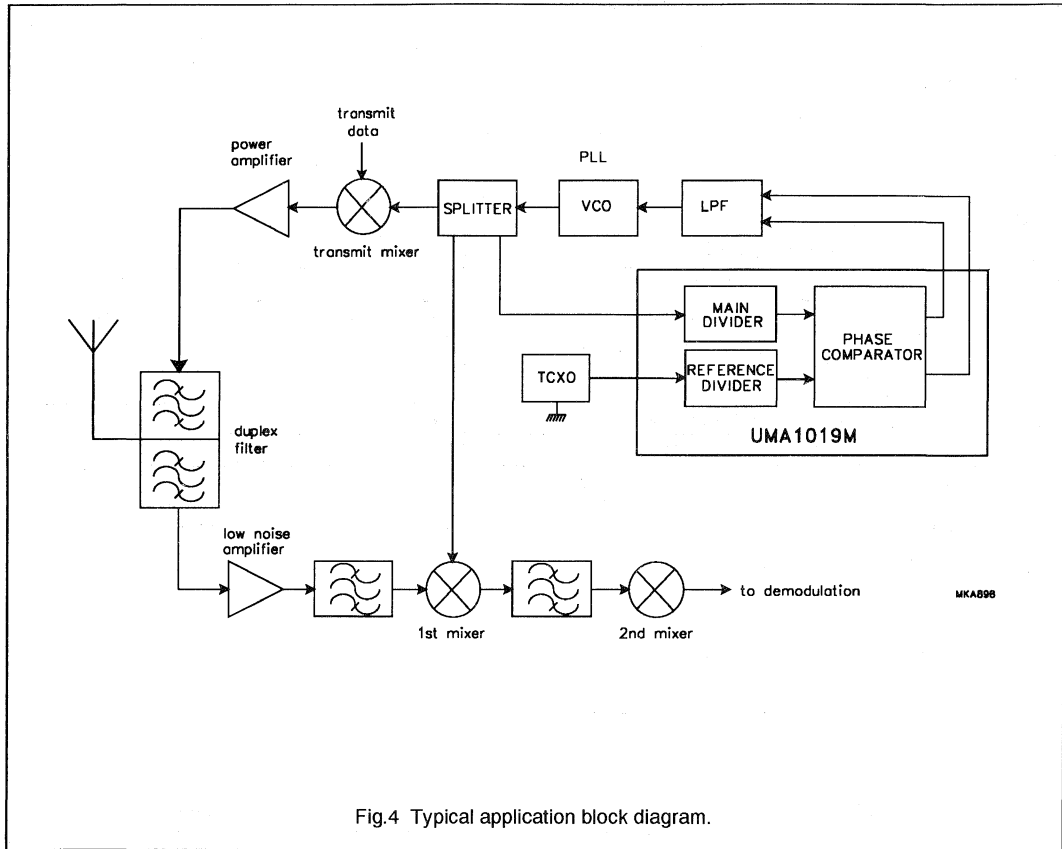 transmit
data
power
amplifier
PLL
SPLITTER
VCO
LPF
transmit mixer
MAIN
DIVIDER
PHASE
COMPARATOR
TCXO
REFERENCE
DIVIDER
UMA1019M
duplex
filter
low noise
amplifier
to demodulation
MKA898
1st mixer
2nd mixer
Fig.4 Typical application block diagram.